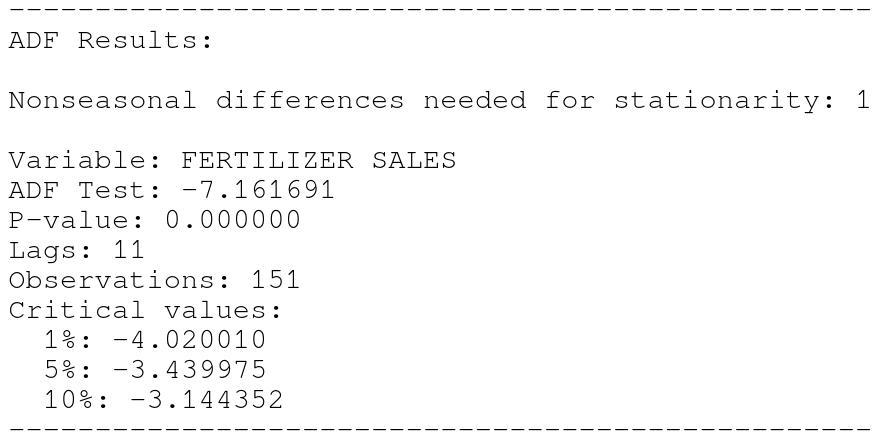 --------------------------------------------------
ADF Results:
Nonseasonal differences needed for stationarity: 1
Variable: FERTILIZER SALES
ADF Test: -7.161691
P-value: 0.000000
Lags: 11
Observations: 151
Critical values:
  1%: -4.020010
  5%: -3.439975
  10%: -3.144352
--------------------------------------------------